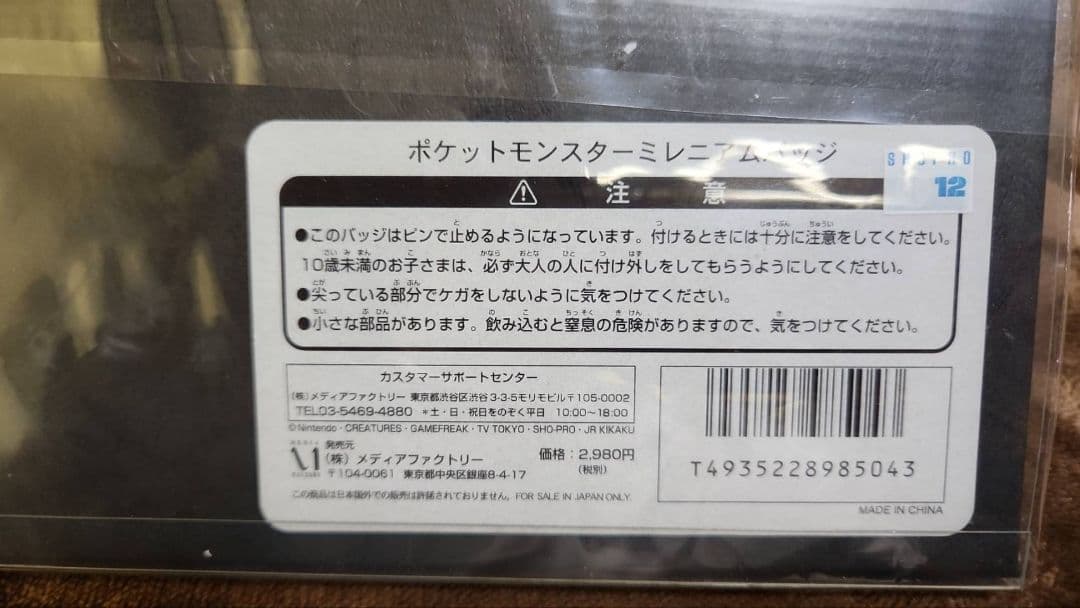 ポケットモンスターミレニアムバッジ
12
⚠ 注 意
●このバッジはピンで止めるようになっています。付けるときには十分に注意をしてください。
10歳未満のお子さまは、必ず大人の人に付け外しをしてもらうようにしてください。
●尖っている部分でケガをしないように気をつけてください。
●小さな部品があります。飲み込むと窒息の危険がありますので、気をつけてください。
カスタマーサポートセンター
(株)メディアファクトリー 東京都渋谷区渋谷3-3-5モリモビル〒105-0002
TEL03-5469-4880 *土・日・祝日をのぞく平日 10:00~18:00
©Nintendo・CREATURES・GAMEFREAK・TV TOKYO・SHO-PRO・JR KIKAKU
発売元
(株)メディアファクトリー
〒104-0061 東京都中央区銀座8-4-17
価格:2,980円
(税別)
この商品は日本国外での販売は許諾されておりません。FOR SALE IN JAPAN ONLY.
T4935228985043
MADE IN CHINA